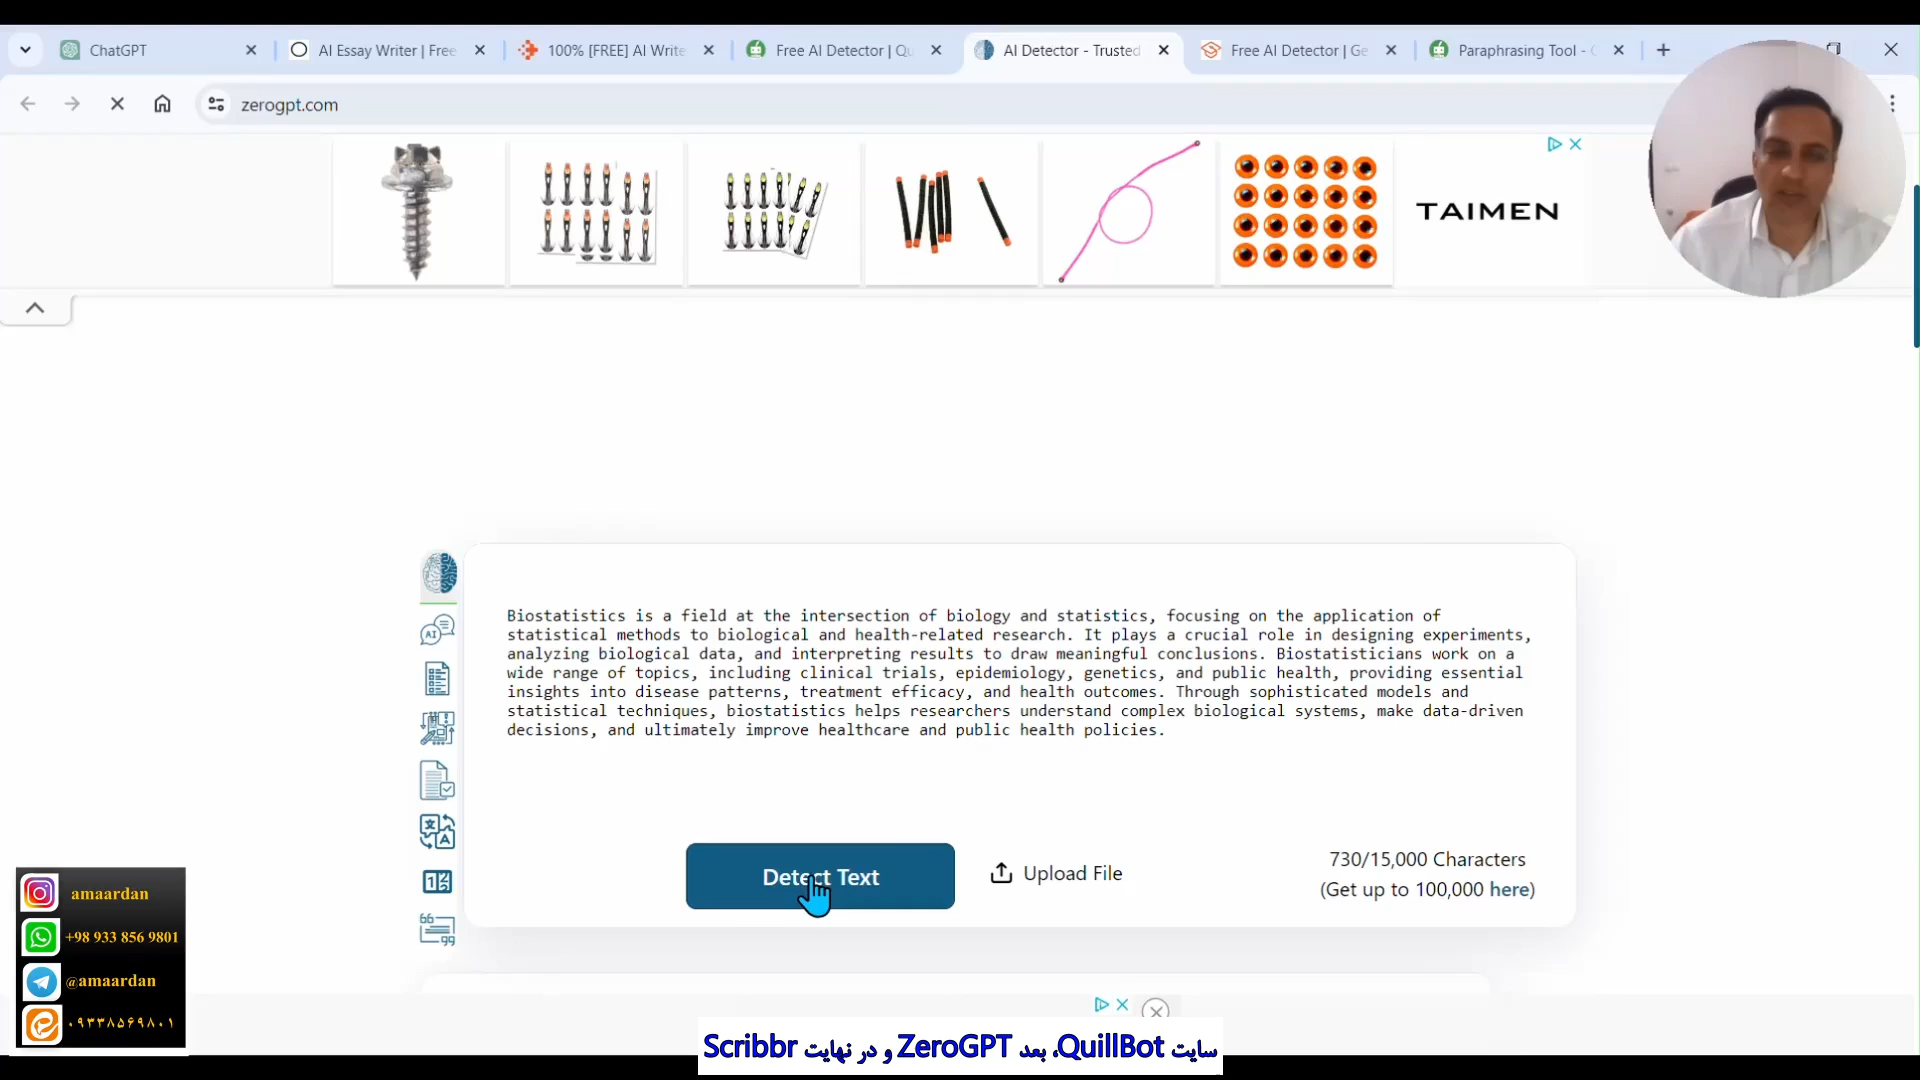 ChatGPT
AI Essay Writer | Free
100% [FREE] AI Write
Free AI Detector | Qu
AI Detector - Trusted
Free AI Detector | Ge
Paraphrasing Tool -
zerogpt.com
TAIMEN
Biostatistics is a field at the intersection of biology and statistics, focusing on the application of
statistical methods to biological and health-related research. It plays a crucial role in designing experiments,
analyzing biological data, and interpreting results to draw meaningful conclusions. Biostatisticians work on a
wide range of topics, including clinical trials, epidemiology, genetics, and public health, providing essential
insights into disease patterns, treatment efficacy, and health outcomes. Through sophisticated models and
statistical techniques, biostatistics helps researchers understand complex biological systems, make data-driven
decisions, and ultimately improve healthcare and public health policies.
Detect Text
Upload File
730/15,000 Characters
(Get up to 100,000 here)
amaardan
+98 933 856 9801
@amaardan
۰۹۳۳۸۵۶۹۸۰۱
سایت QuillBot، بعد ZeroGPT و در نهایت Scribbr